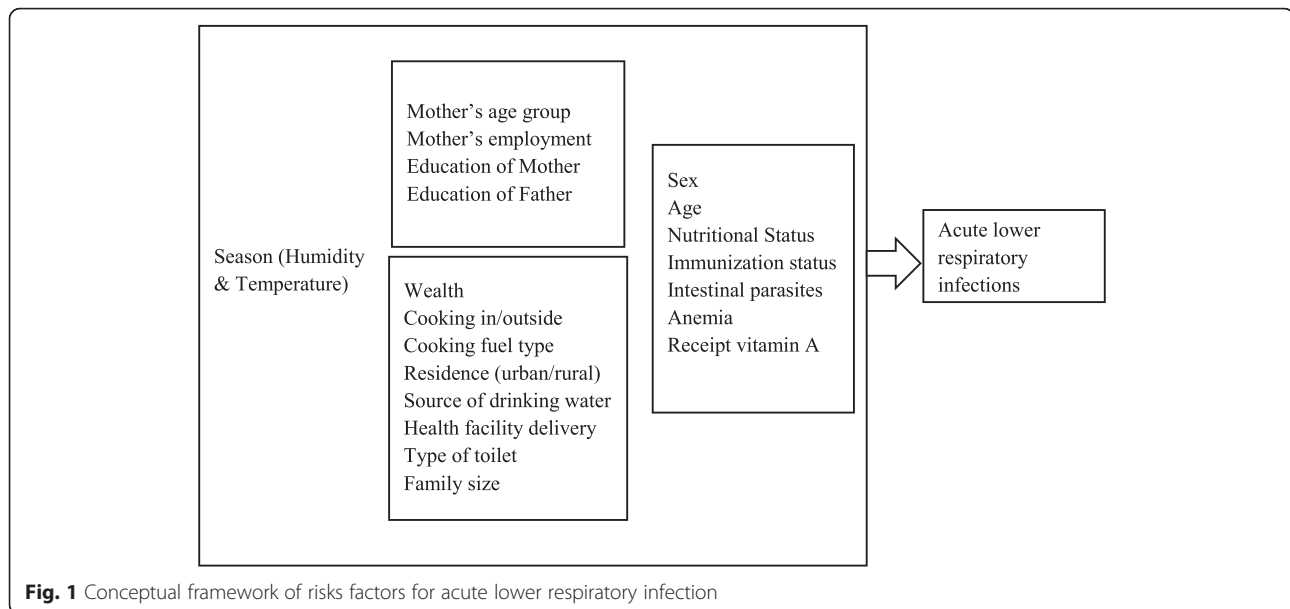 Season (Humidity
& Temperature)
Mother's age group
Mother's employment
Education of Mother
Education of Father
Wealth
Cooking in/outside
Cooking fuel type
Residence (urban/rural)
Source of drinking water
Health facility delivery
Type of toilet
Family size
Sex
Age
Nutritional Status
Immunization status
Intestinal parasites
Anemia
Receipt vitamin A
Acute lower
respiratory
infections
Fig. 1 Conceptual framework of risks factors for acute lower respiratory infection